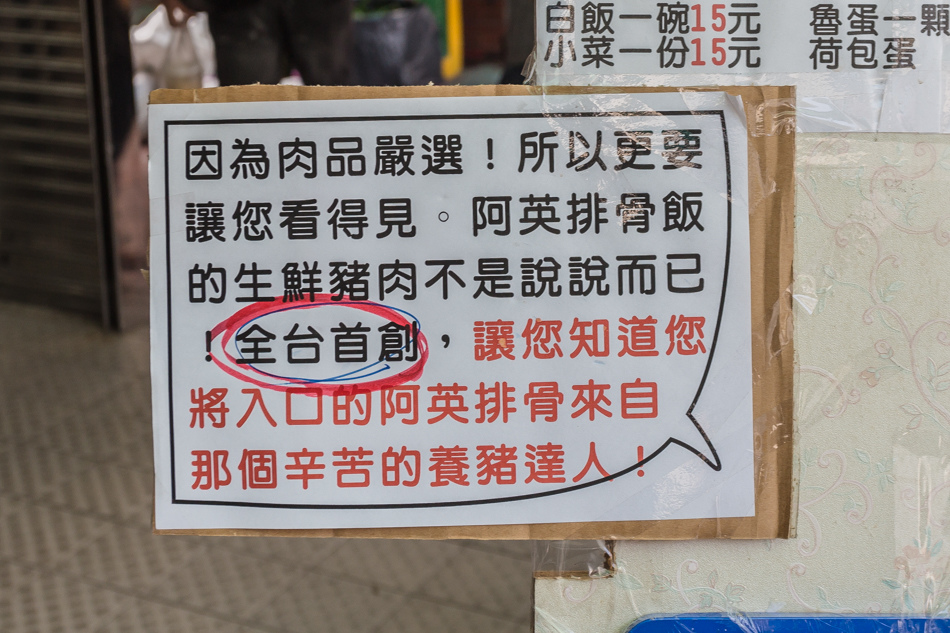 白飯一碗15元 魯蛋一顆
小菜一份15元 荷包蛋
因為肉品嚴選！所以更要
讓您看得見。阿英排骨飯
的生鮮豬肉不是說說而已
！全台首創，讓您知道您
將入口的阿英排骨來自
那個辛苦的養豬達人！